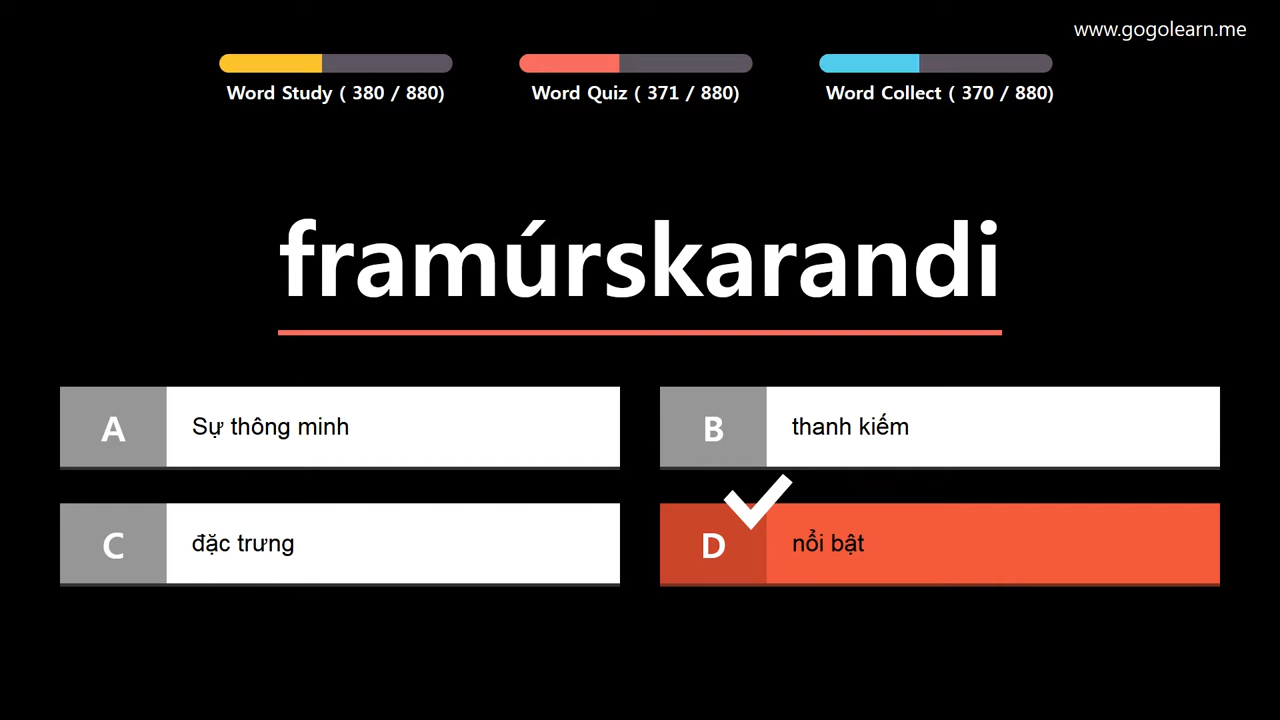 www.gogolearn.me
Word Study ( 380 / 880)
Word Quiz ( 371 / 880)
Word Collect ( 370 / 880)
framúrskarandi
A
Sự thông minh
B
thanh kiếm
C
đặc trưng
D
nổi bật